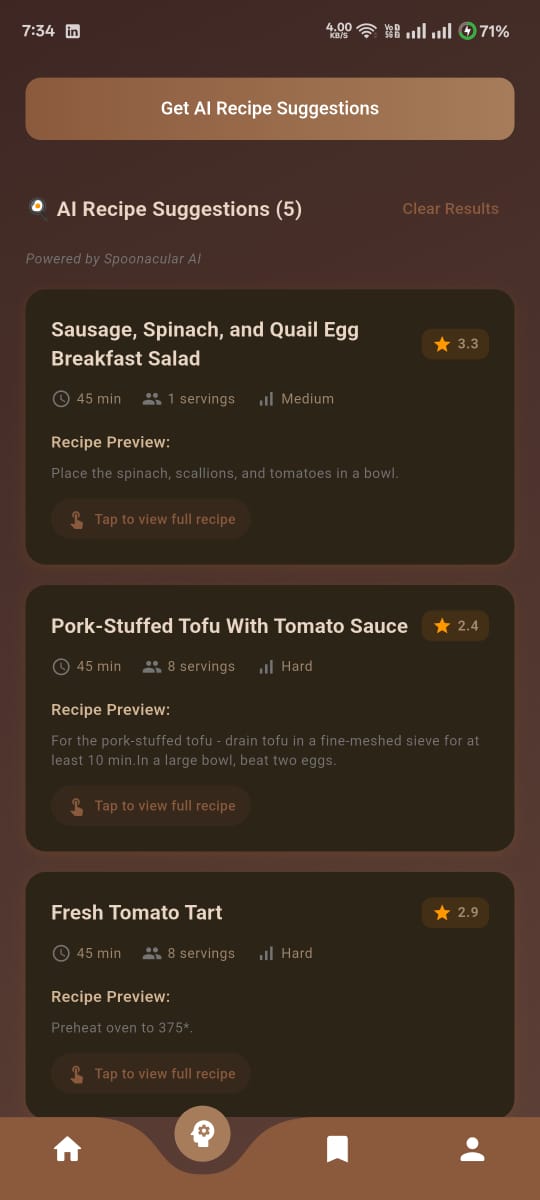 7:34
4.00 KB/S
Vo 5G
71%
Get AI Recipe Suggestions
AI Recipe Suggestions (5)
Clear Results
Powered by Spoonacular AI
Sausage, Spinach, and Quail Egg
Breakfast Salad
3.3
45 min 1 servings Medium
Recipe Preview:
Place the spinach, scallions, and tomatoes in a bowl.
Tap to view full recipe
Pork-Stuffed Tofu With Tomato Sauce
2.4
45 min 8 servings Hard
Recipe Preview:
For the pork-stuffed tofu - drain tofu in a fine-meshed sieve for at
least 10 min.In a large bowl, beat two eggs.
Tap to view full recipe
Fresh Tomato Tart
2.9
45 min 8 servings Hard
Recipe Preview:
Preheat oven to 375*.
Tap to view full recipe